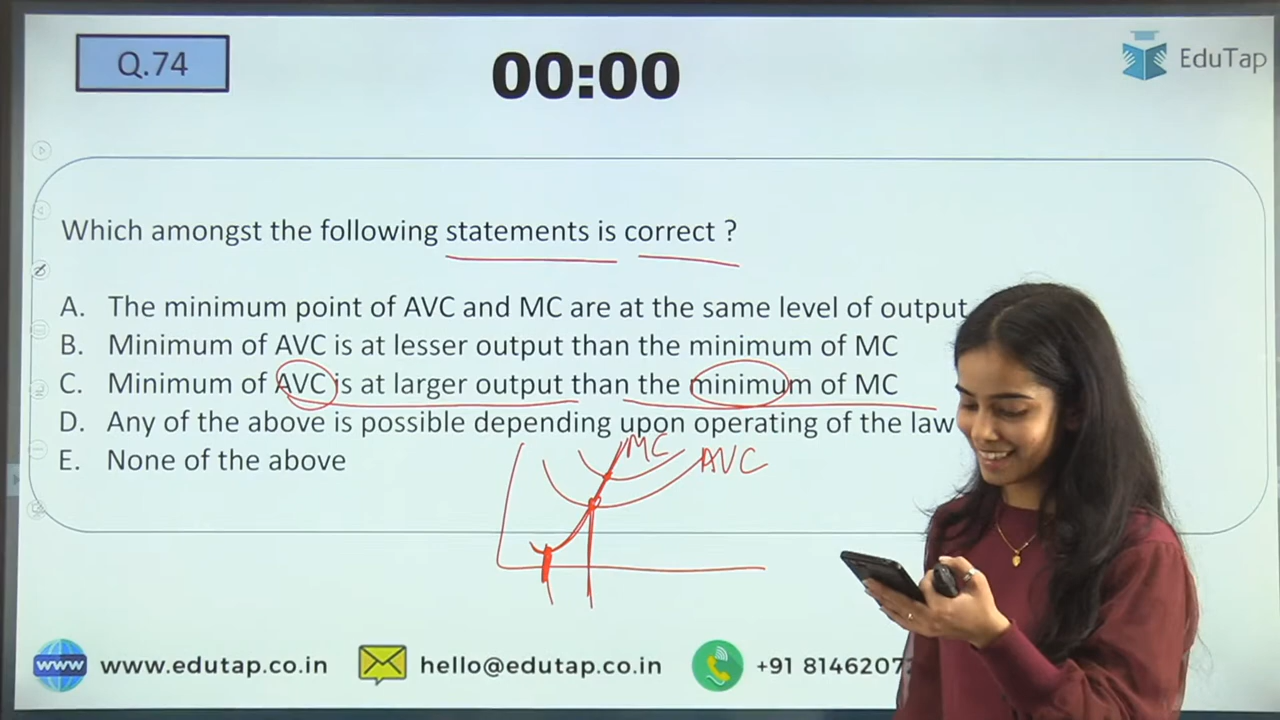 Q.74
00:00
EduTap
Which amongst the following statements is correct ?
A. The minimum point of AVC and MC are at the same level of output
B. Minimum of AVC is at lesser output than the minimum of MC
C. Minimum of AVC is at larger output than the minimum of MC
D. Any of the above is possible depending upon operating of the law
E. None of the above
MC
AVC
www www.edutap.co.in
hello@edutap.co.in
+91 8146207